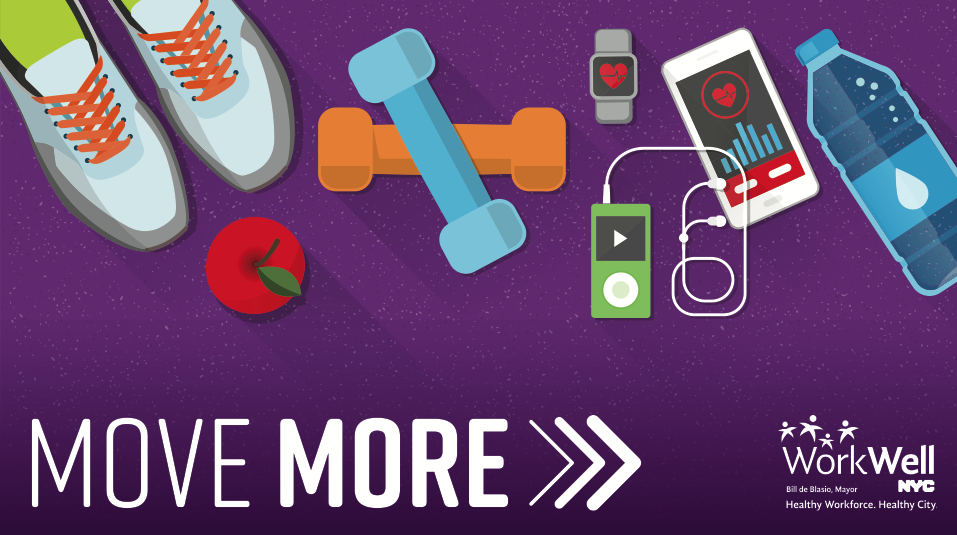 MOVE MORE
WorkWell
NYC
Bill de Blasio, Mayor
Healthy Workforce. Healthy City.